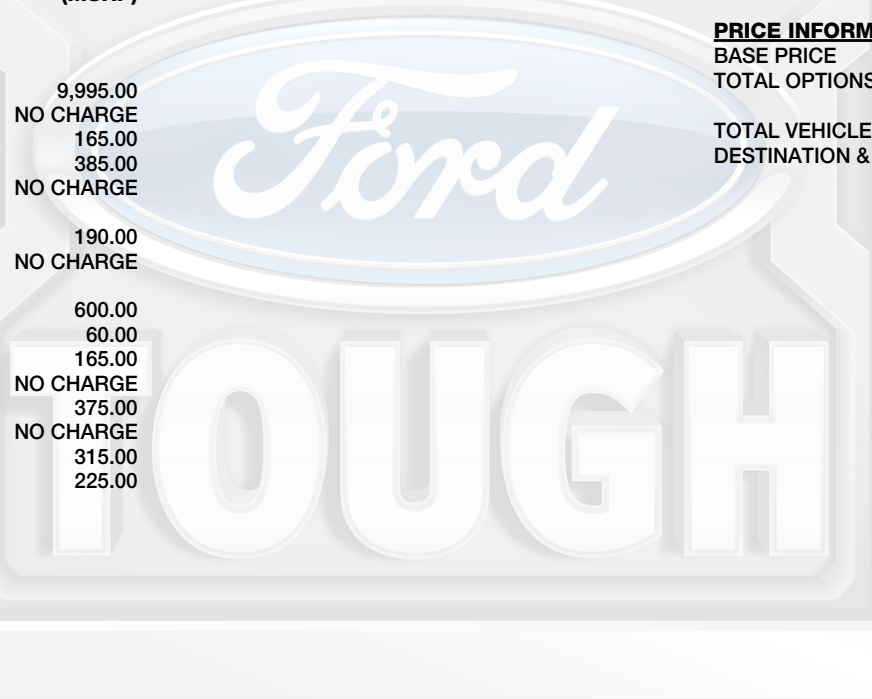 9,995.00
NO CHARGE
165.00
385.00
NO CHARGE
190.00
NO CHARGE
600.00
60.00
165.00
NO CHARGE
375.00
NO CHARGE
315.00
225.00
PRICE INFORM
BASE PRICE
TOTAL OPTIONS
TOTAL VEHICLE
DESTINATION &
Ford
TOUGH